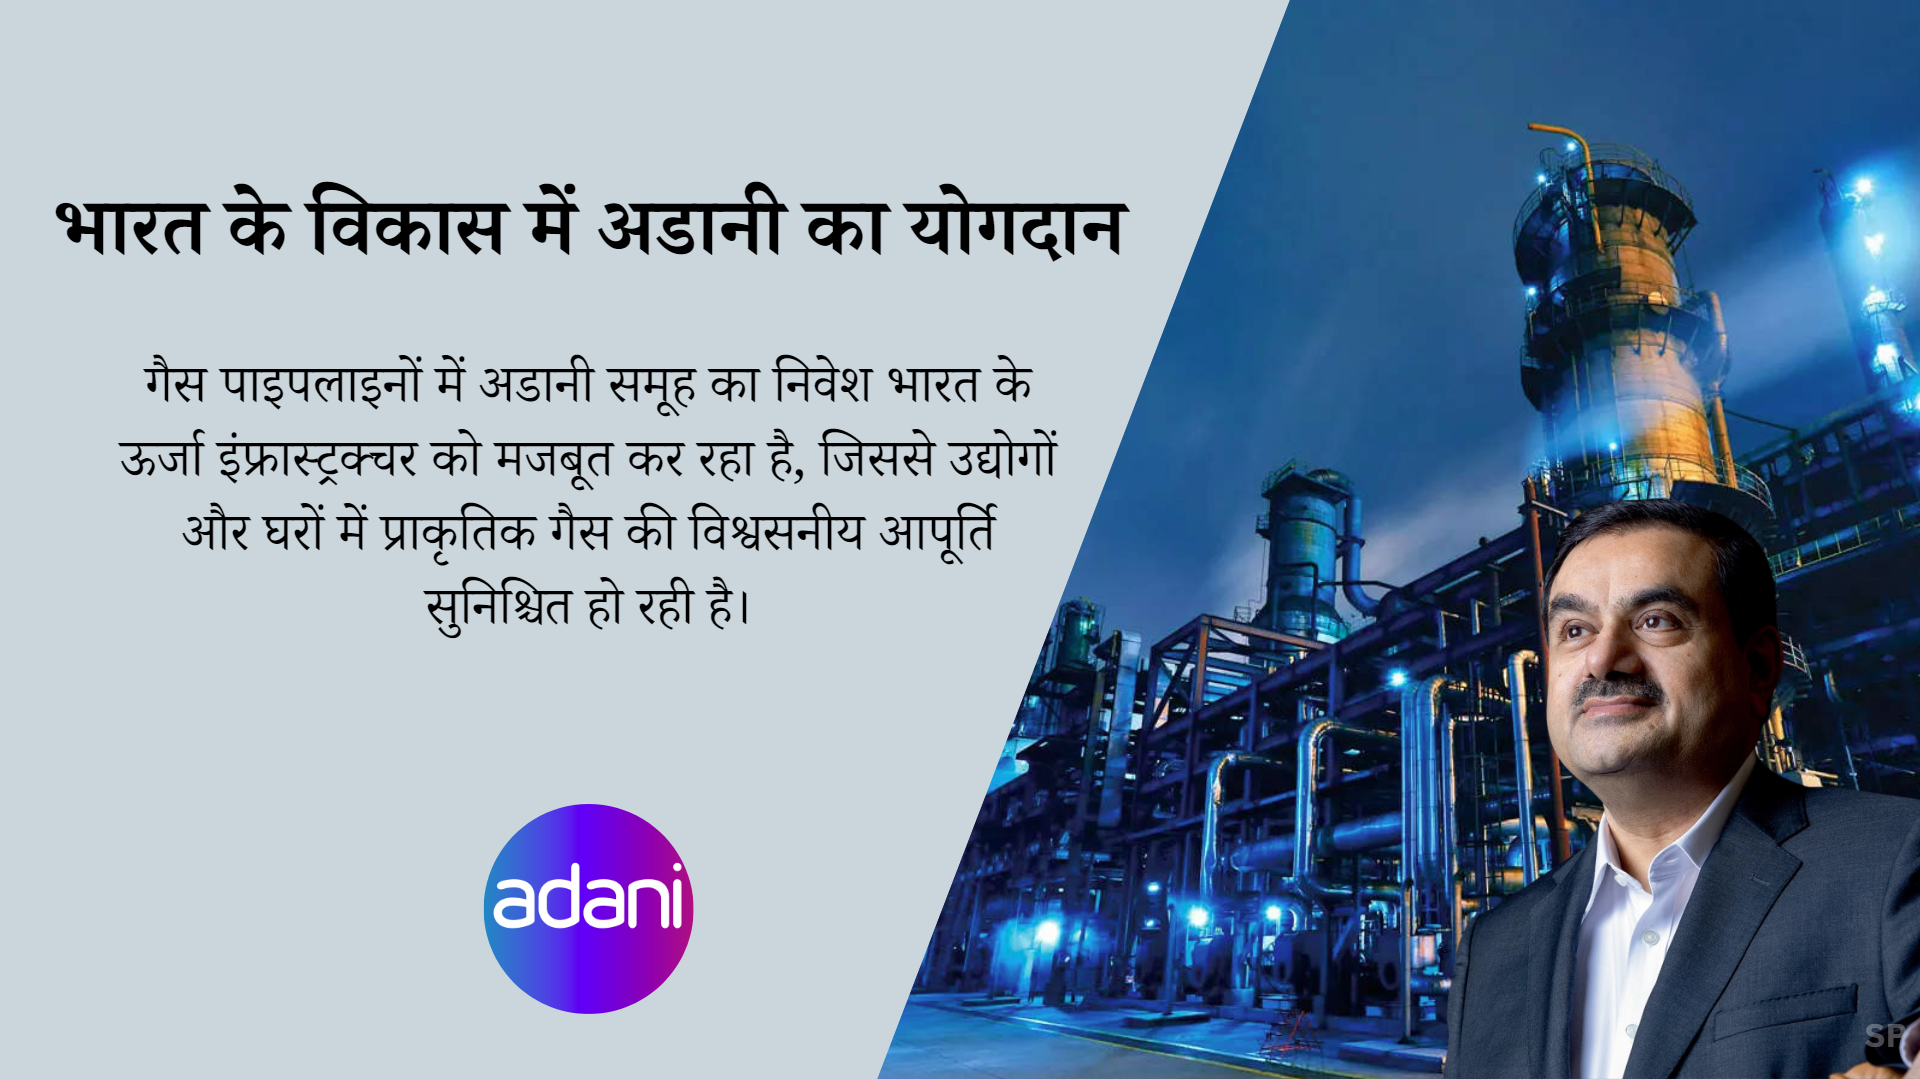 भारत के विकास में अडानी का योगदान
गैस पाइपलाइनों में अडानी समूह का निवेश भारत के
ऊर्जा इंफ्रास्ट्रक्चर को मजबूत कर रहा है, जिससे उद्योगों
और घरों में प्राकृतिक गैस की विश्वसनीय आपूर्ति
सुनिश्चित हो रही है।
adani